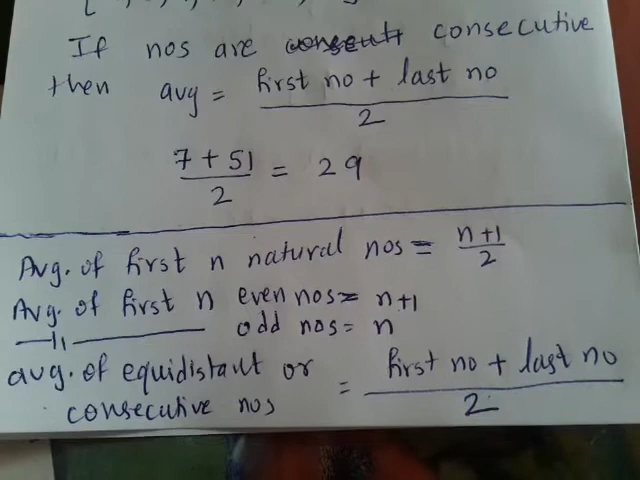 If nos are consecutive
then avg = first no + last no / 2
7 + 51 / 2 = 29
Avg. of first n natural nos = n+1 / 2
Avg. of first n even nos = n+1
—11— odd nos = n
avg. of equidistant or consecutive nos = first no + last no / 2